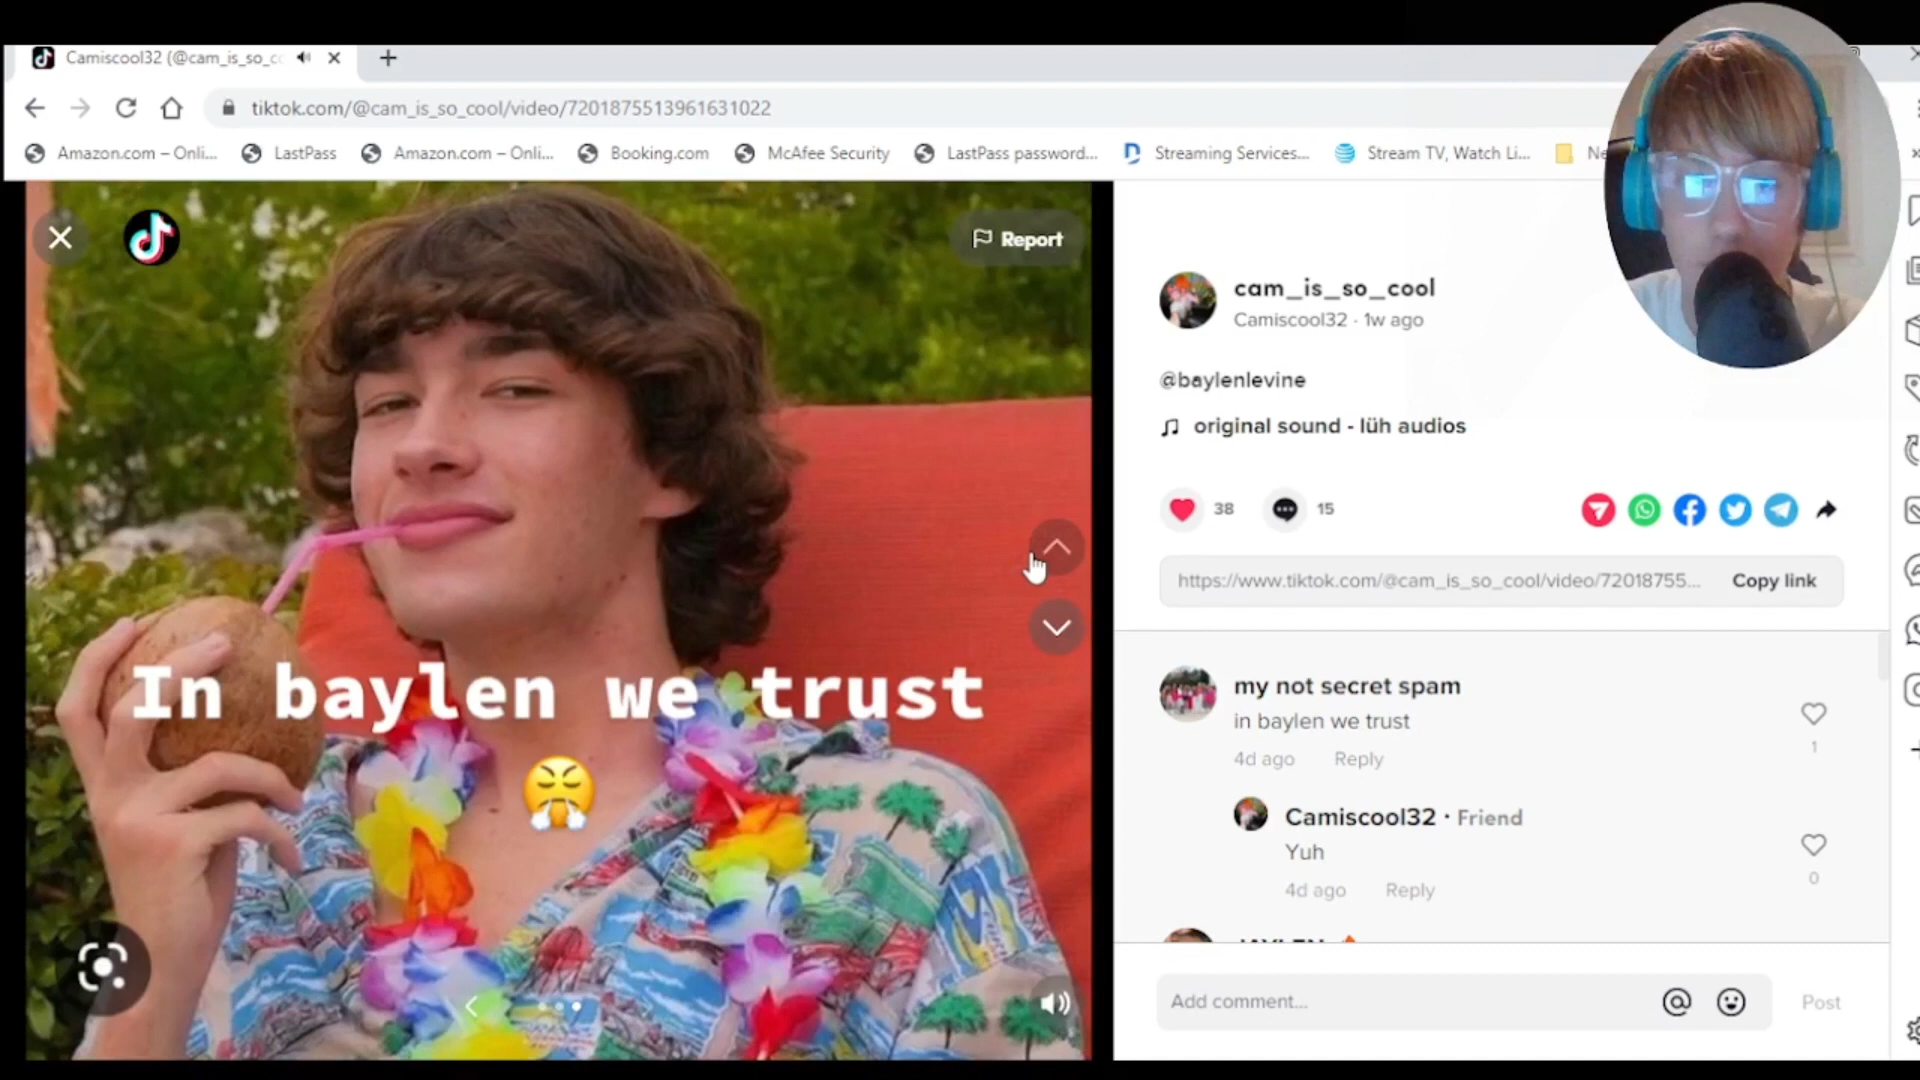 Camiscool32 (@cam_is_so_cc
tiktok.com/@cam_is_so_cool/video/7201875513961631022
Amazon.com – Onli...
LastPass
Amazon.com – Onli...
Booking.com
McAfee Security
LastPass password...
Streaming Services...
Stream TV, Watch Li...
Ne
Report
In baylen we trust
cam_is_so_cool
Camiscool32 · 1w ago
@baylenlevine
original sound - lüh audios
38
15
https://www.tiktok.com/@cam_is_so_cool/video/72018755...
Copy link
my not secret spam
in baylen we trust
4d ago
Reply
1
Camiscool32 · Friend
Yuh
4d ago
Reply
0
Add comment...
Post